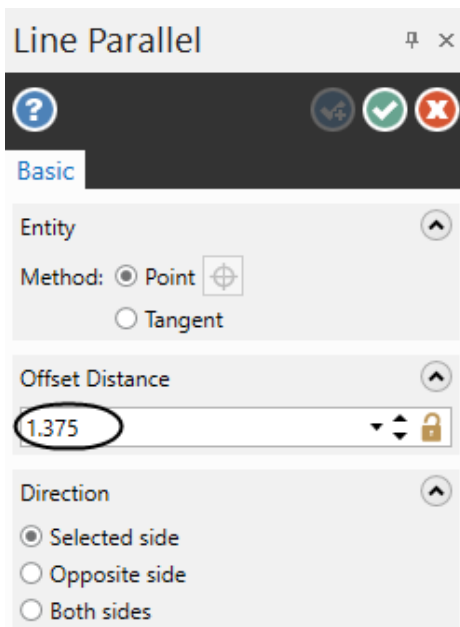 Line Parallel
Basic
Entity
Method: Point
Tangent
Offset Distance
1.375
Direction
Selected side
Opposite side
Both sides